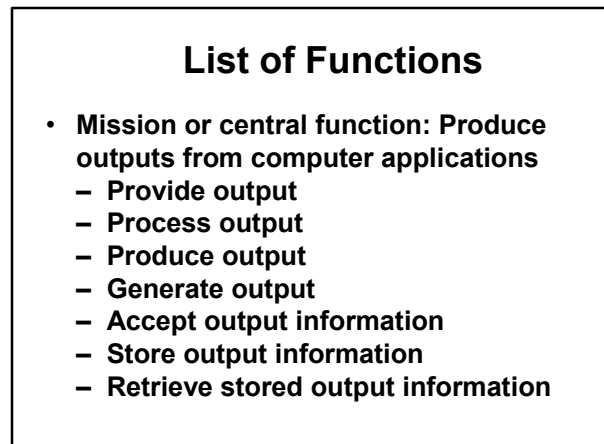 List of Functions
• Mission or central function: Produce
outputs from computer applications
– Provide output
– Process output
– Produce output
– Generate output
– Accept output information
– Store output information
– Retrieve stored output information